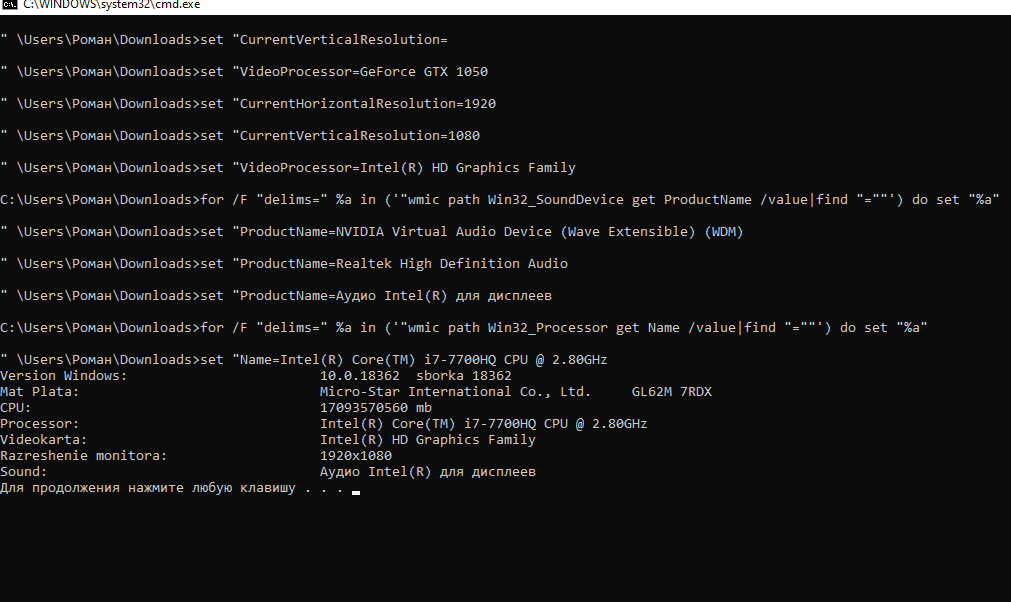 C:\WINDOWS\system32\cmd.exe
" \Users\Роман\Downloads>set "CurrentVerticalResolution=
" \Users\Роман\Downloads>set "VideoProcessor=GeForce GTX 1050
" \Users\Роман\Downloads>set "CurrentHorizontalResolution=1920
" \Users\Роман\Downloads>set "CurrentVerticalResolution=1080
" \Users\Роман\Downloads>set "VideoProcessor=Intel(R) HD Graphics Family
C:\Users\Роман\Downloads>for /F "delims=" %a in ('"wmic path Win32_SoundDevice get ProductName /value|find "=""') do set "%a"
" \Users\Роман\Downloads>set "ProductName=NVIDIA Virtual Audio Device (Wave Extensible) (WDM)
" \Users\Роман\Downloads>set "ProductName=Realtek High Definition Audio
" \Users\Роман\Downloads>set "ProductName=Аудио Intel(R) для дисплеев
C:\Users\Роман\Downloads>for /F "delims=" %a in ('"wmic path Win32_Processor get Name /value|find "=""') do set "%a"
" \Users\Роман\Downloads>set "Name=Intel(R) Core(TM) i7-7700HQ CPU @ 2.80GHz
Version Windows: 10.0.18362 sborka 18362
Mat Plata: Micro-Star International Co., Ltd. GL62M 7RDX
CPU: 17093570560 mb
Processor: Intel(R) Core(TM) i7-7700HQ CPU @ 2.80GHz
Videokarta: Intel(R) HD Graphics Family
Razreshenie monitora: 1920x1080
Sound: Аудио Intel(R) для дисплеев
Для продолжения нажмите любую клавишу . . .